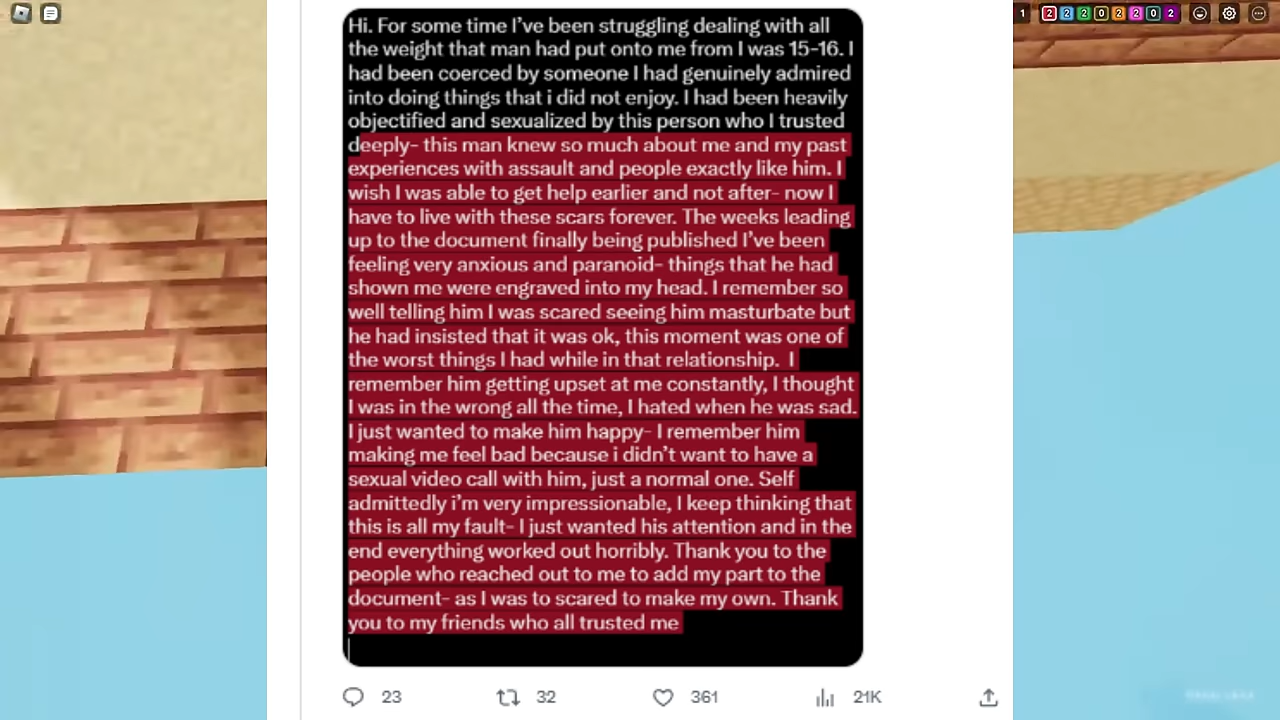 Hi. For some time I've been struggling dealing with all
the weight that man had put onto me from I was 15-16. I
had been coerced by someone I had genuinely admired
into doing things that i did not enjoy. I had been heavily
objectified and sexualized by this person who I trusted
deeply- this man knew so much about me and my past
experiences with assault and people exactly like him. I
wish I was able to get help earlier and not after- now I
have to live with these scars forever. The weeks leading
up to the document finally being published I've been
feeling very anxious and paranoid- things that he had
shown me were engraved into my head. I remember so
well telling him I was scared seeing him masturbate but
he had insisted that it was ok, this moment was one of
the worst things I had while in that relationship. I
remember him getting upset at me constantly, I thought
I was in the wrong all the time, I hated when he was sad.
I just wanted to make him happy- I remember him
making me feel bad because i didn't want to have a
sexual video call with him, just a normal one. Self
admittedly i'm very impressionable, I keep thinking that
this is all my fault- I just wanted his attention and in the
end everything worked out horribly. Thank you to the
people who reached out to me to add my part to the
document- as I was to scared to make my own. Thank
you to my friends who all trusted me
23 32 361 21K
1 2 2 2 0 2 2 0 2